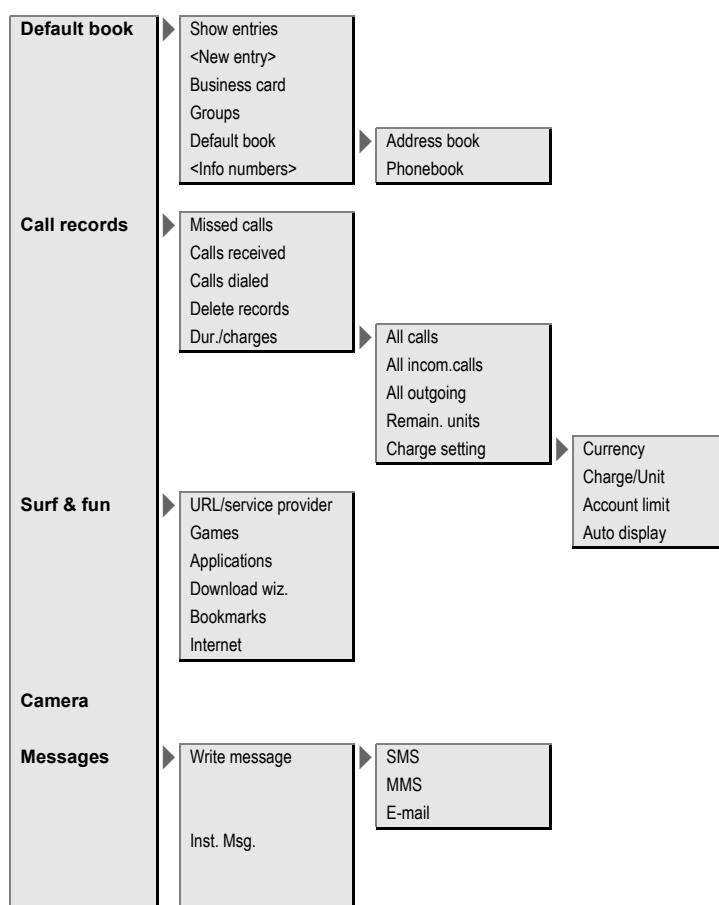 Default book
Show entries
<New entry>
Business card
Groups
Default book
Address book
<Info numbers>
Phonebook
Call records
Missed calls
Calls received
Calls dialed
Delete records
Dur./charges
All calls
All incom.calls
All outgoing
Remain. units
Charge setting
Currency
Charge/Unit
Surf & fun
URL/service provider
Account limit
Games
Auto display
Applications
Download wiz.
Bookmarks
Internet
Camera
Messages
Write message
SMS
MMS
E-mail
Inst. Msg.